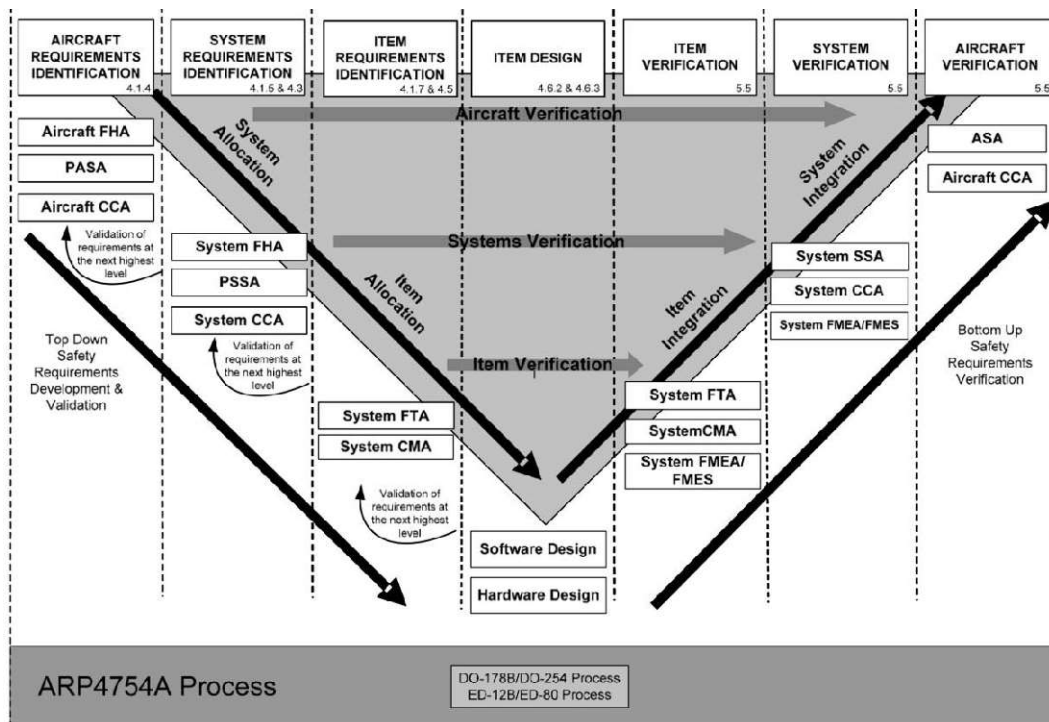 AIRCRAFT
REQUIREMENTS
IDENTIFICATION
4.1.4
SYSTEM
REQUIREMENTS
IDENTIFICATION
4.1.5 & 4.3
ITEM
REQUIREMENTS
IDENTIFICATION
4.1.7 & 4.5
ITEM DESIGN
4.6.2 & 4.6.3
ITEM
VERIFICATION
5.5
SYSTEM
VERIFICATION
5.5
AIRCRAFT
VERIFICATION
5.5
Aircraft FHA
PASA
Aircraft CCA
Validation of
requirements at
the next highest
level
Top Down
Safety
Requirements
Development &
Validation
System
Allocation
Aircraft Verification
System
Integration
ASA
Aircraft CCA
System FHA
PSSA
System CCA
Validation of
requirements at
the next highest
level
Systems Verification
Item
Allocation
Item
Integration
System SSA
System CCA
System FMEA/FMES
Bottom Up
Safety
Requirements
Verification
Item Verification
System FTA
System CMA
Validation of
requirements at
the next highest
level
System FTA
SystemCMA
System FMEA/
FMES
Software Design
Hardware Design
ARP4754A Process
DO-178B/DO-254 Process
ED-12B/ED-80 Process